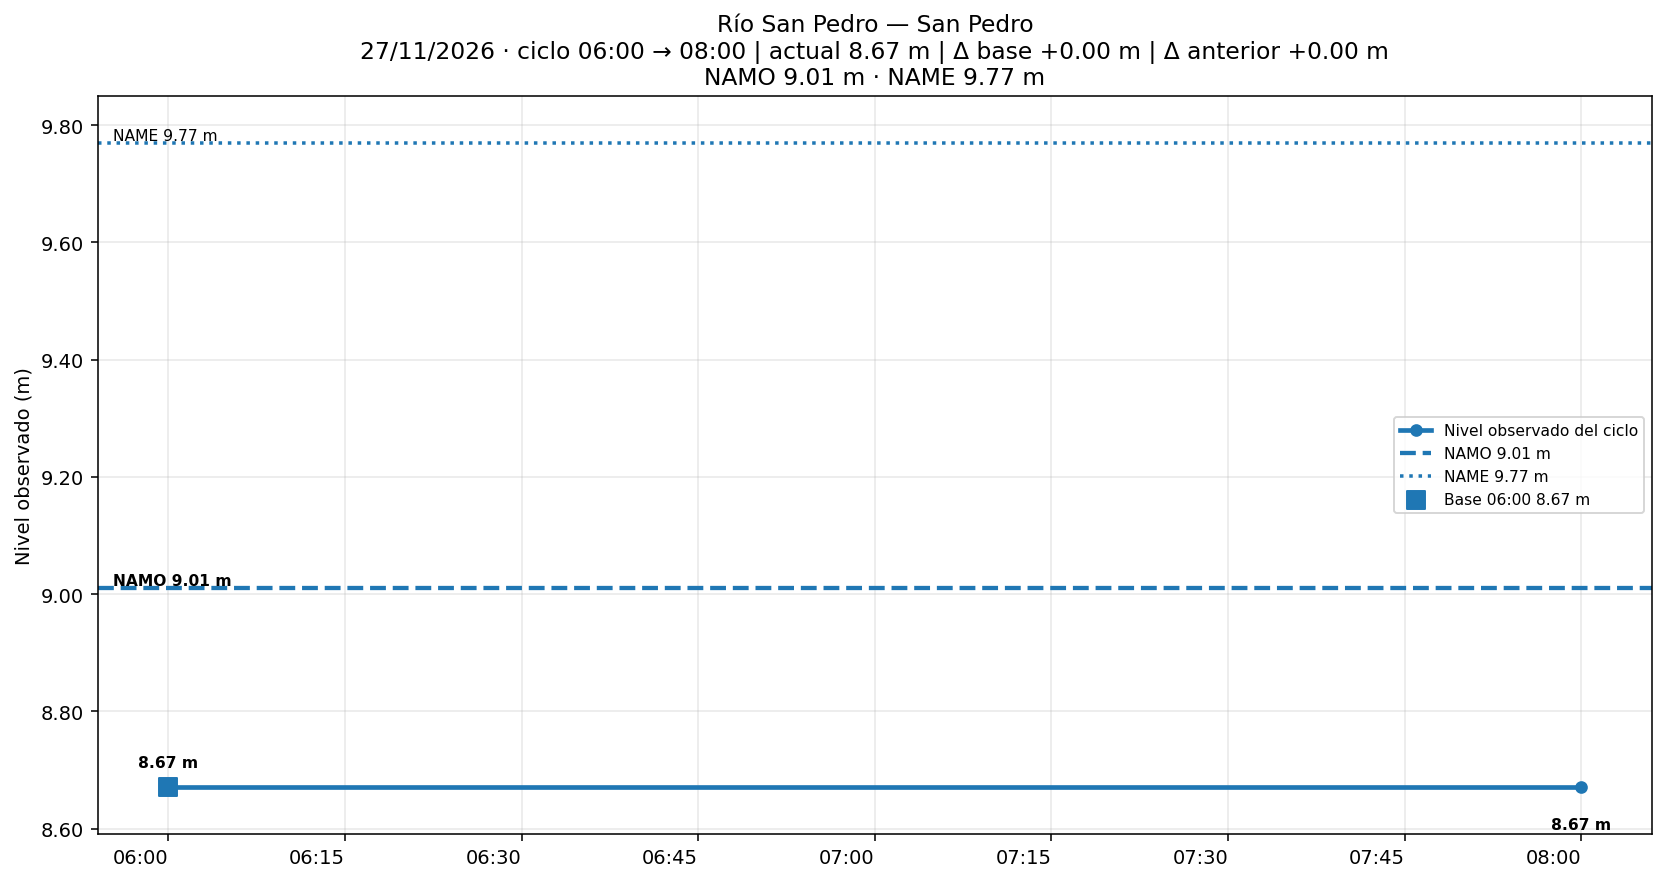 Río San Pedro — San Pedro
27/11/2026 · ciclo 06:00 → 08:00 | actual 8.67 m | Δ base +0.00 m | Δ anterior +0.00 m
NAMO 9.01 m · NAME 9.77 m
Nivel observado (m)
9.80
9.60
9.40
9.20
9.00
8.80
8.60
NAME 9.77 m
NAMO 9.01 m
8.67 m
8.67 m
Nivel observado del ciclo
NAMO 9.01 m
NAME 9.77 m
Base 06:00 8.67 m
06:00
06:15
06:30
06:45
07:00
07:15
07:30
07:45
08:00